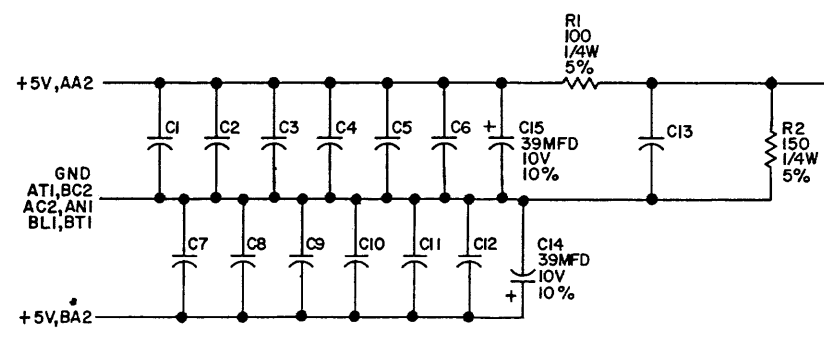 R1
100
1/4W
5%
+5V,AA2
C1
C2
C3
C4
C5
C6
+
C15
39MFD
10V
10%
C13
R2
150
1/4W
5%
GND
AT1,BC2
AC2,AN1
BL1,BT1
C7
C8
C9
C10
C11
C12
C14
39MFD
10V
10%
+
+5V,BA2